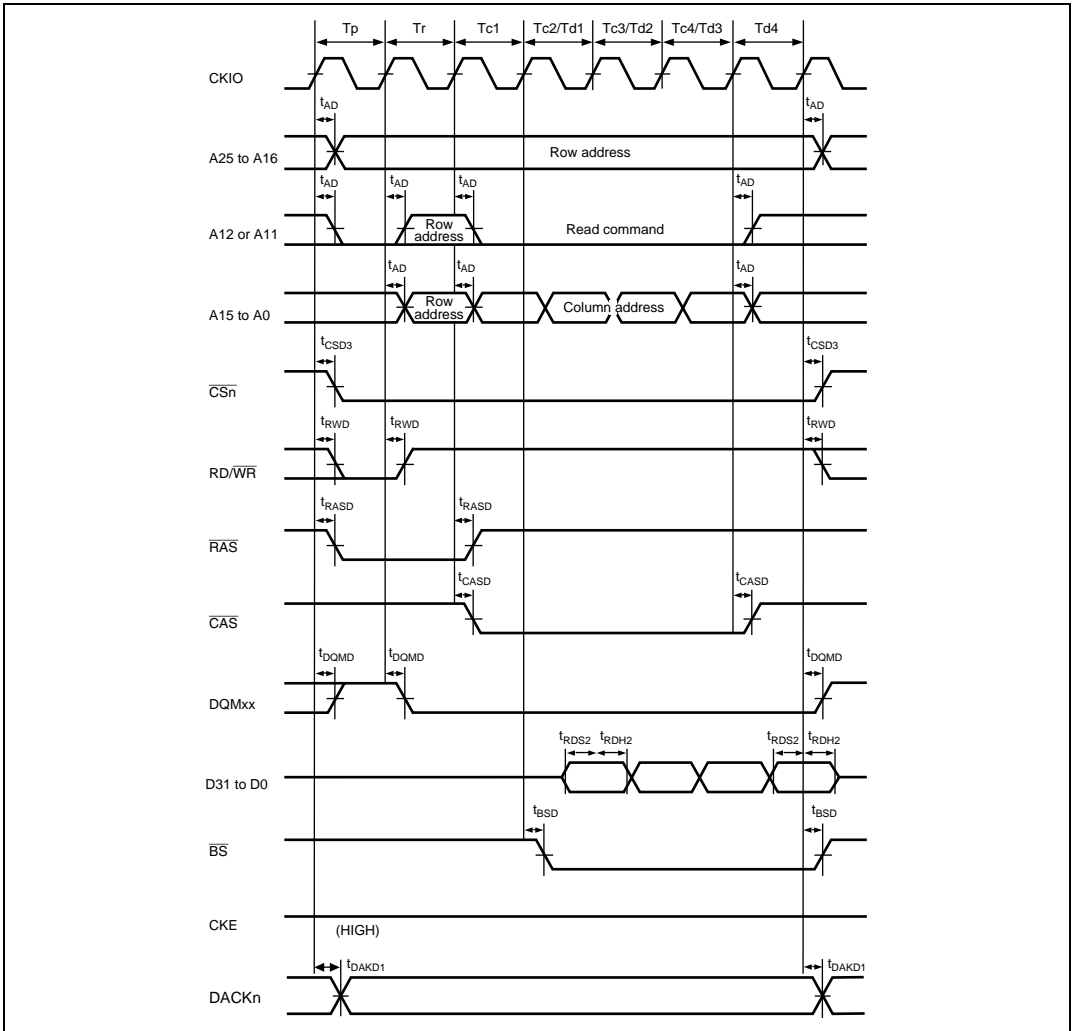 Tp Tr Tc1 Tc2/Td1 Tc3/Td2 Tc4/Td3 Td4
CKIO
tAD tAD
A25 to A16 Row address
tAD tAD tAD tAD
A12 or A11 Row address Read command
tAD tAD tAD
A15 to A0 Row address Column address
tCSD3 tCSD3
CSn
tRWD tRWD tRWD
RD/WR
tRASD tRASD
RAS
tCASD tCASD
CAS
tDQMD tDQMD tDQMD
DQMxx
tRDS2 tRDH2 tRDS2 tRDH2
D31 to D0
tBSD tBSD
BS
CKE
(HIGH)
tDAKD1 tDAKD1
DACKn